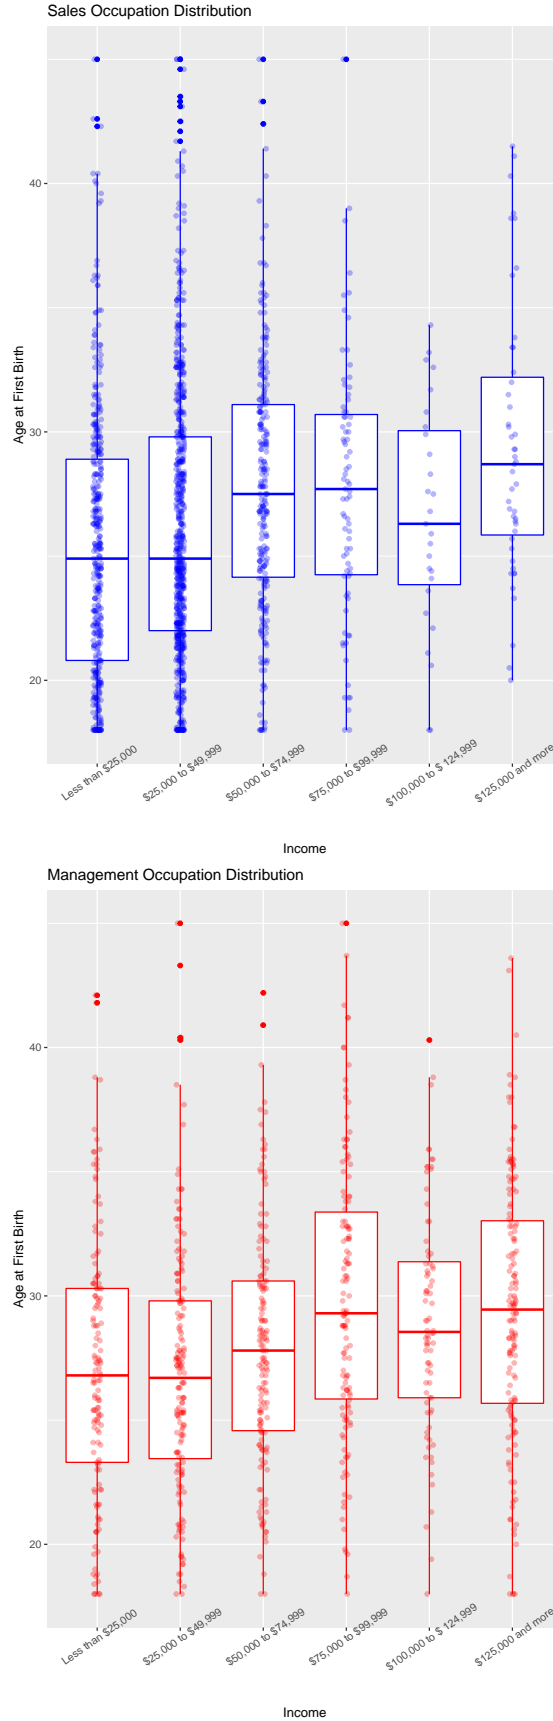 Sales Occupation Distribution
Age at First Birth
40
30
20
Less than $25,000
$25,000 to $49,999
$50,000 to $74,999
$75,000 to $99,999
$100,000 to $ 124,999
$125,000 and more
Income
Management Occupation Distribution
Age at First Birth
40
30
20
Less than $25,000
$25,000 to $49,999
$50,000 to $74,999
$75,000 to $99,999
$100,000 to $ 124,999
$125,000 and more
Income